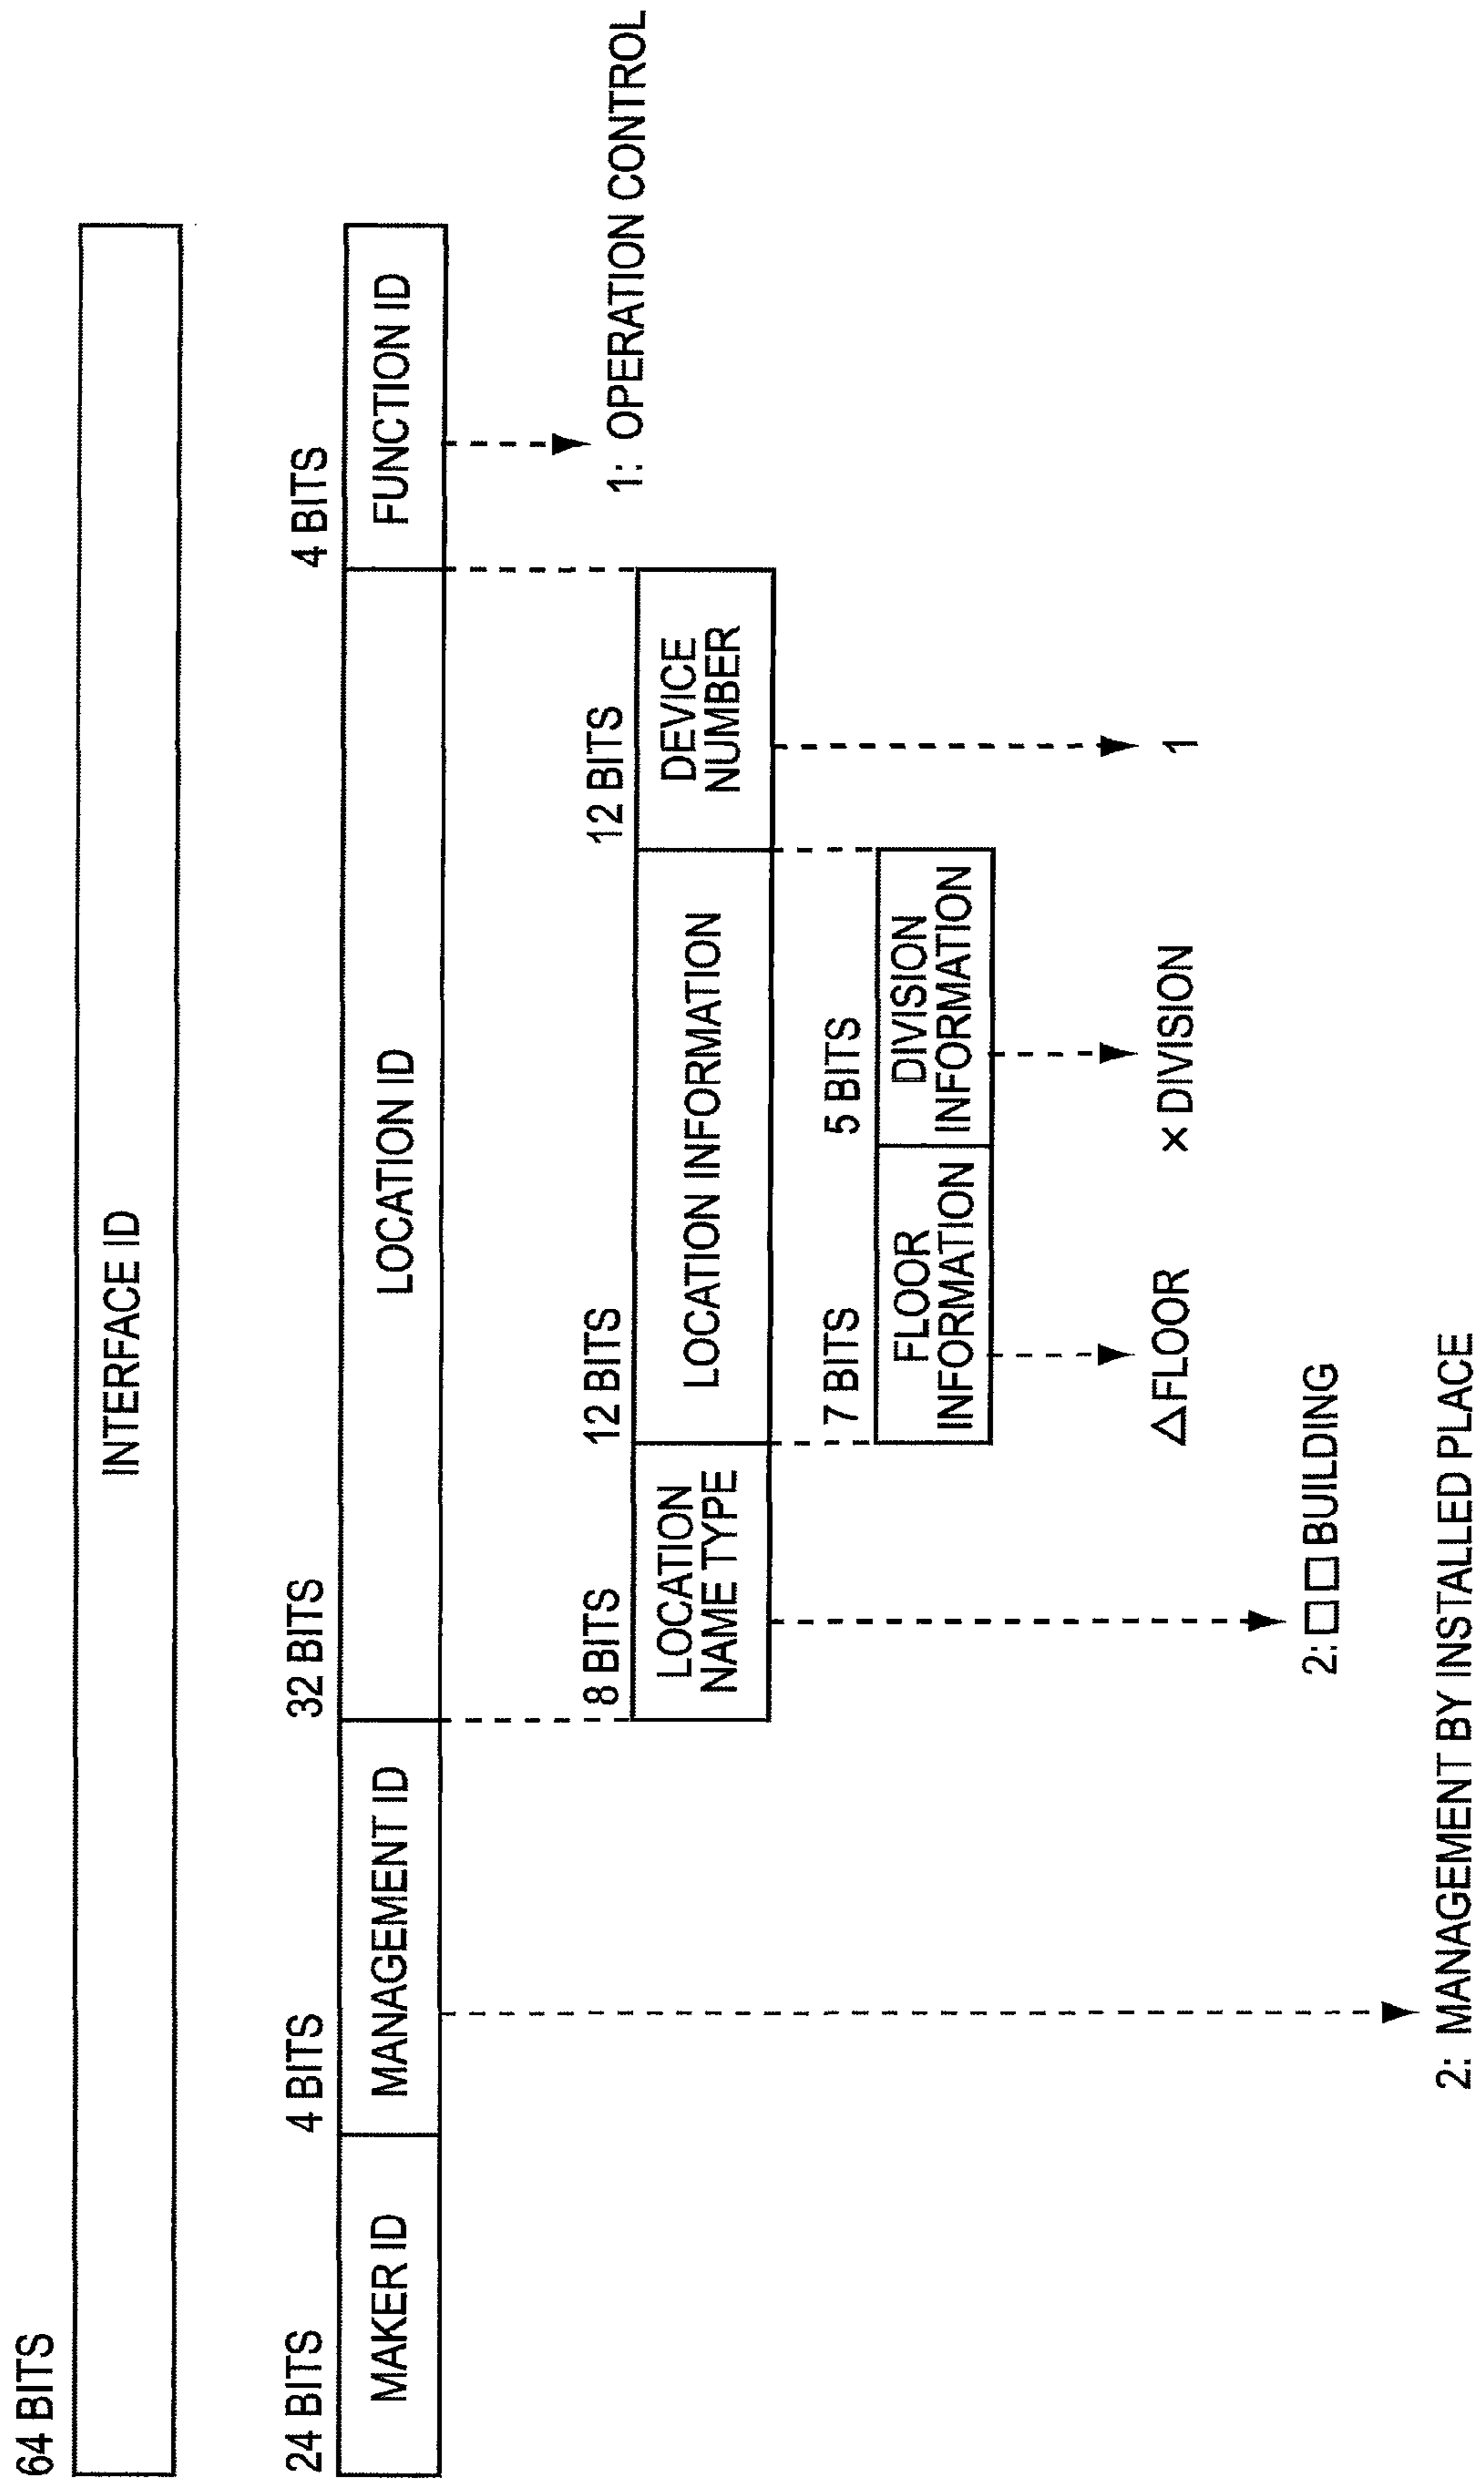 64 BITS
INTERFACE ID
24 BITS
4 BITS
32 BITS
4 BITS
MAKER ID
MANAGEMENT ID
LOCATION ID
FUNCTION ID
8 BITS
12 BITS
12 BITS
LOCATION
NAME TYPE
LOCATION INFORMATION
DEVICE
NUMBER
1: OPERATION CONTROL
7 BITS
5 BITS
FLOOR
INFORMATION
DIVISION
INFORMATION
△FLOOR
×DIVISION
1
2:□□BUILDING
2: MANAGEMENT BY INSTALLED PLACE